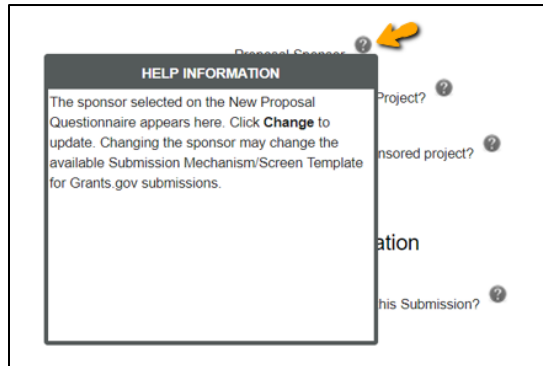 Proposal Sponsor
HELP INFORMATION
The sponsor selected on the New Proposal
Questionnaire appears here. Click Change to
update. Changing the sponsor may change the
available Submission Mechanism/Screen Template
for Grants.gov submissions.
Project?
nsored project?
ation
his Submission?